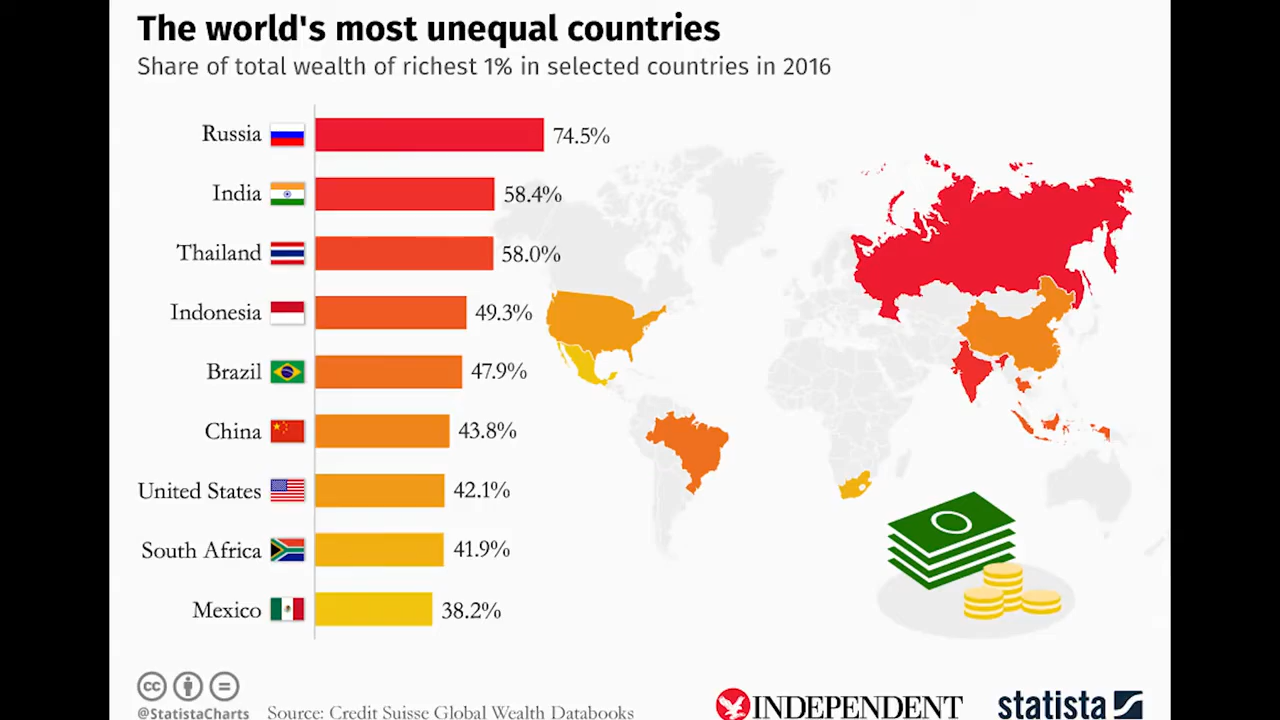 The world's most unequal countries
Share of total wealth of richest 1% in selected countries in 2016
Russia 74.5%
India 58.4%
Thailand 58.0%
Indonesia 49.3%
Brazil 47.9%
China 43.8%
United States 42.1%
South Africa 41.9%
Mexico 38.2%
cc
@StatistaCharts Source: Credit Suisse Global Wealth Databooks
INDEPENDENT statista